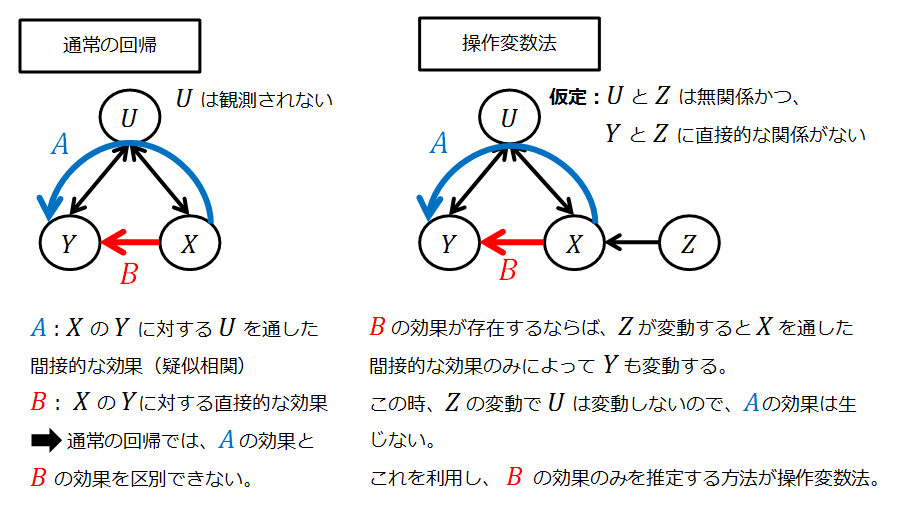 通常の回帰
U は観測されない
U
A
Y
X
B
A：X の Y に対する U を通した
間接的な効果（疑似相関）
B： X の Yに対する直接的な効果
➡ 通常の回帰では、Aの効果と
B の効果を区別できない。
操作変数法
仮定：U と Z は無関係かつ、
Y と Z に直接的な関係がない
U
A
Y
X
Z
B
B の効果が存在するならば、Z が変動すると X を通した
間接的な効果のみによって Y も変動する。
この時、Z の変動で U は変動しないので、Aの効果は生
じない。
これを利用し、 B の効果のみを推定する方法が操作変数法。